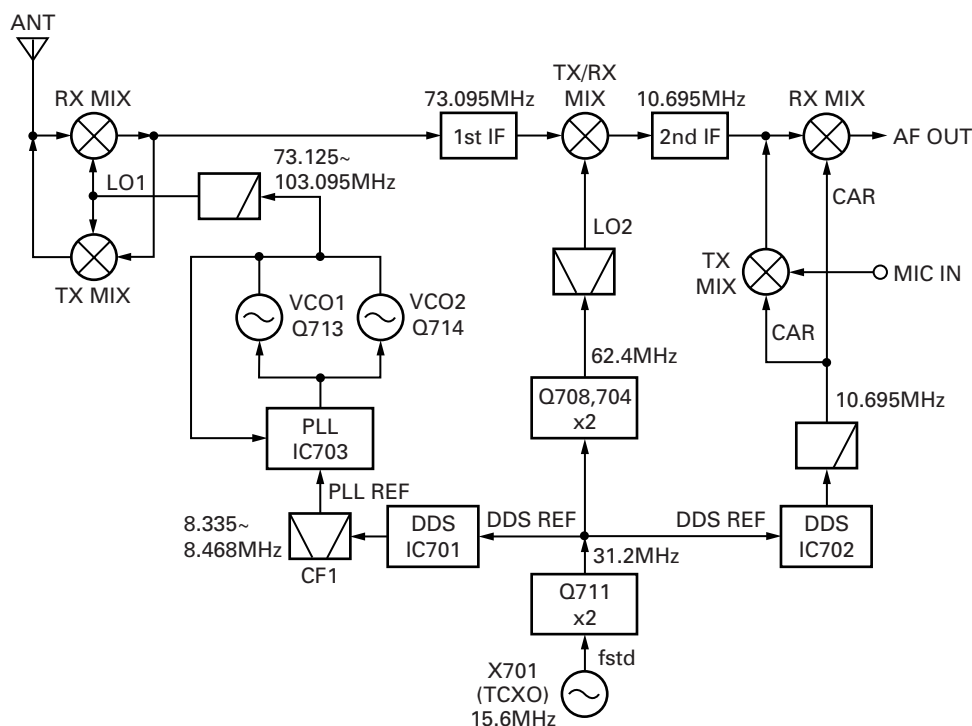 ANT
RX MIX
LO1
TX MIX
73.125~
103.095MHz
73.095MHz
1st IF
TX/RX
MIX
10.695MHz
2nd IF
RX MIX
AF OUT
CAR
LO2
TX
MIX
MIC IN
CAR
VCO1
Q713
VCO2
Q714
62.4MHz
Q708,704
x2
10.695MHz
PLL
IC703
PLL REF
8.335~
8.468MHz
CF1
DDS
IC701
DDS REF
DDS REF
DDS
IC702
31.2MHz
Q711
x2
fstd
X701
(TCXO)
15.6MHz